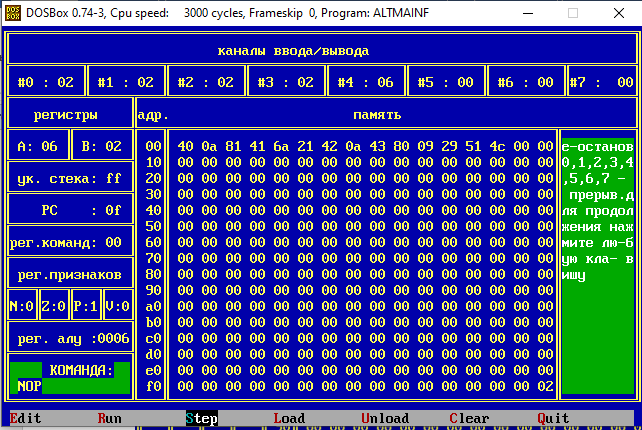 DOSBox 0.74-3, Cpu speed: 3000 cycles, Frameskip 0, Program: ALTMAINF
каналы ввода/вывода
#0 : 02 #1 : 02 #2 : 02 #3 : 02 #4 : 06 #5 : 00 #6 : 00 #7 : 00
регистры адр. память
A: 06 B: 02 00 40 0a 81 41 6a 21 42 0a 43 80 09 29 51 4c 00 00 е-останов
10 00 00 00 00 00 00 00 00 00 00 00 00 00 00 00 00 0,1,2,3,4
ук. стека: ff 20 00 00 00 00 00 00 00 00 00 00 00 00 00 00 00 00 ,5,6,7 -
30 00 00 00 00 00 00 00 00 00 00 00 00 00 00 00 00 прерыв.д
PC : 0f 40 00 00 00 00 00 00 00 00 00 00 00 00 00 00 00 00 ля продол
50 00 00 00 00 00 00 00 00 00 00 00 00 00 00 00 00 жения наж
рег.команд: 00 60 00 00 00 00 00 00 00 00 00 00 00 00 00 00 00 00 мите лю-б
70 00 00 00 00 00 00 00 00 00 00 00 00 00 00 00 00 ую кла- в
рег.признаков 80 00 00 00 00 00 00 00 00 00 00 00 00 00 00 00 00 ишу
90 00 00 00 00 00 00 00 00 00 00 00 00 00 00 00 00
N:0 Z:0 P:1 V:0 a0 00 00 00 00 00 00 00 00 00 00 00 00 00 00 00 00
b0 00 00 00 00 00 00 00 00 00 00 00 00 00 00 00 00
рег. алу :0006 c0 00 00 00 00 00 00 00 00 00 00 00 00 00 00 00 00
d0 00 00 00 00 00 00 00 00 00 00 00 00 00 00 00 00
КОМАНДА: e0 00 00 00 00 00 00 00 00 00 00 00 00 00 00 00 00
NOP f0 00 00 00 00 00 00 00 00 00 00 00 00 00 00 00 02
Edit Run Step Load Unload Clear Quit